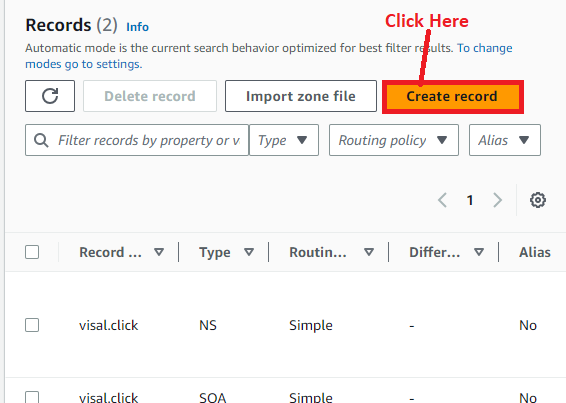 Click Here
Records (2) Info
Automatic mode is the current search behavior optimized for best filter results. To change
modes go to settings.
Delete record Import zone file Create record
Filter records by property or v Type Routing policy Alias
1
Record ... Type Routin... Differ... Alias
visal.click NS Simple - No
visal.click SOA Simple - No